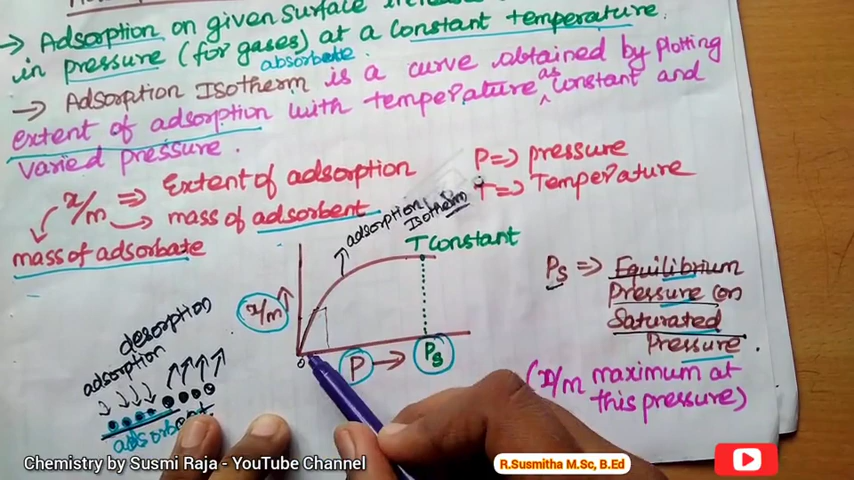 → Adsorption on given surface
in pressure (for gases) at a constant temperature.
absorbate
→ Adsorption Isotherm is a curve obtained by plotting
extent of adsorption with temperature as constant and
varied pressure.
x/m => Extent of adsorption
mass of adsorbent
mass of adsorbate
P => pressure
T => Temperature
adsorption
Isotherm
T constant
x/m
P
Ps
0
desorption
adsorption
adsorbent
Ps => Equilibrium
Pressure (or)
Saturated
Pressure.
(x/m maximum at
this pressure)
Chemistry by Susmi Raja - YouTube Channel
R.Susmitha M.Sc, B.Ed